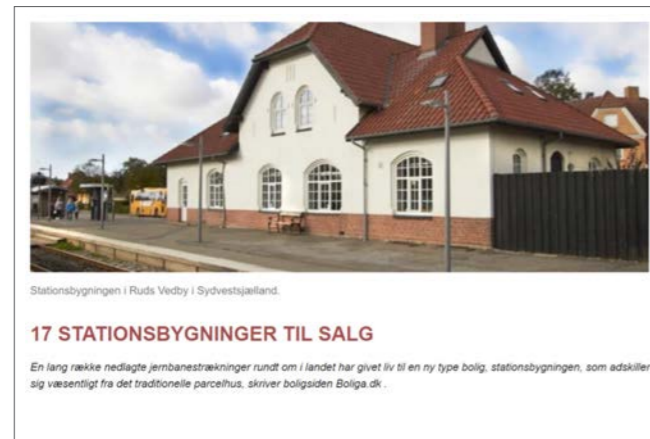 Stationsbygningen i Ruds Vedby i Sydvestsjælland.
17 STATIONSBYGNINGER TIL SALG
En lang række nedlagte jernbanestrækninger rundt om i landet har givet liv til en ny type bolig, stationsbygningen, som adskiller
sig væsentligt fra det traditionelle parcelhus, skriver boligsiden Boliga.dk .